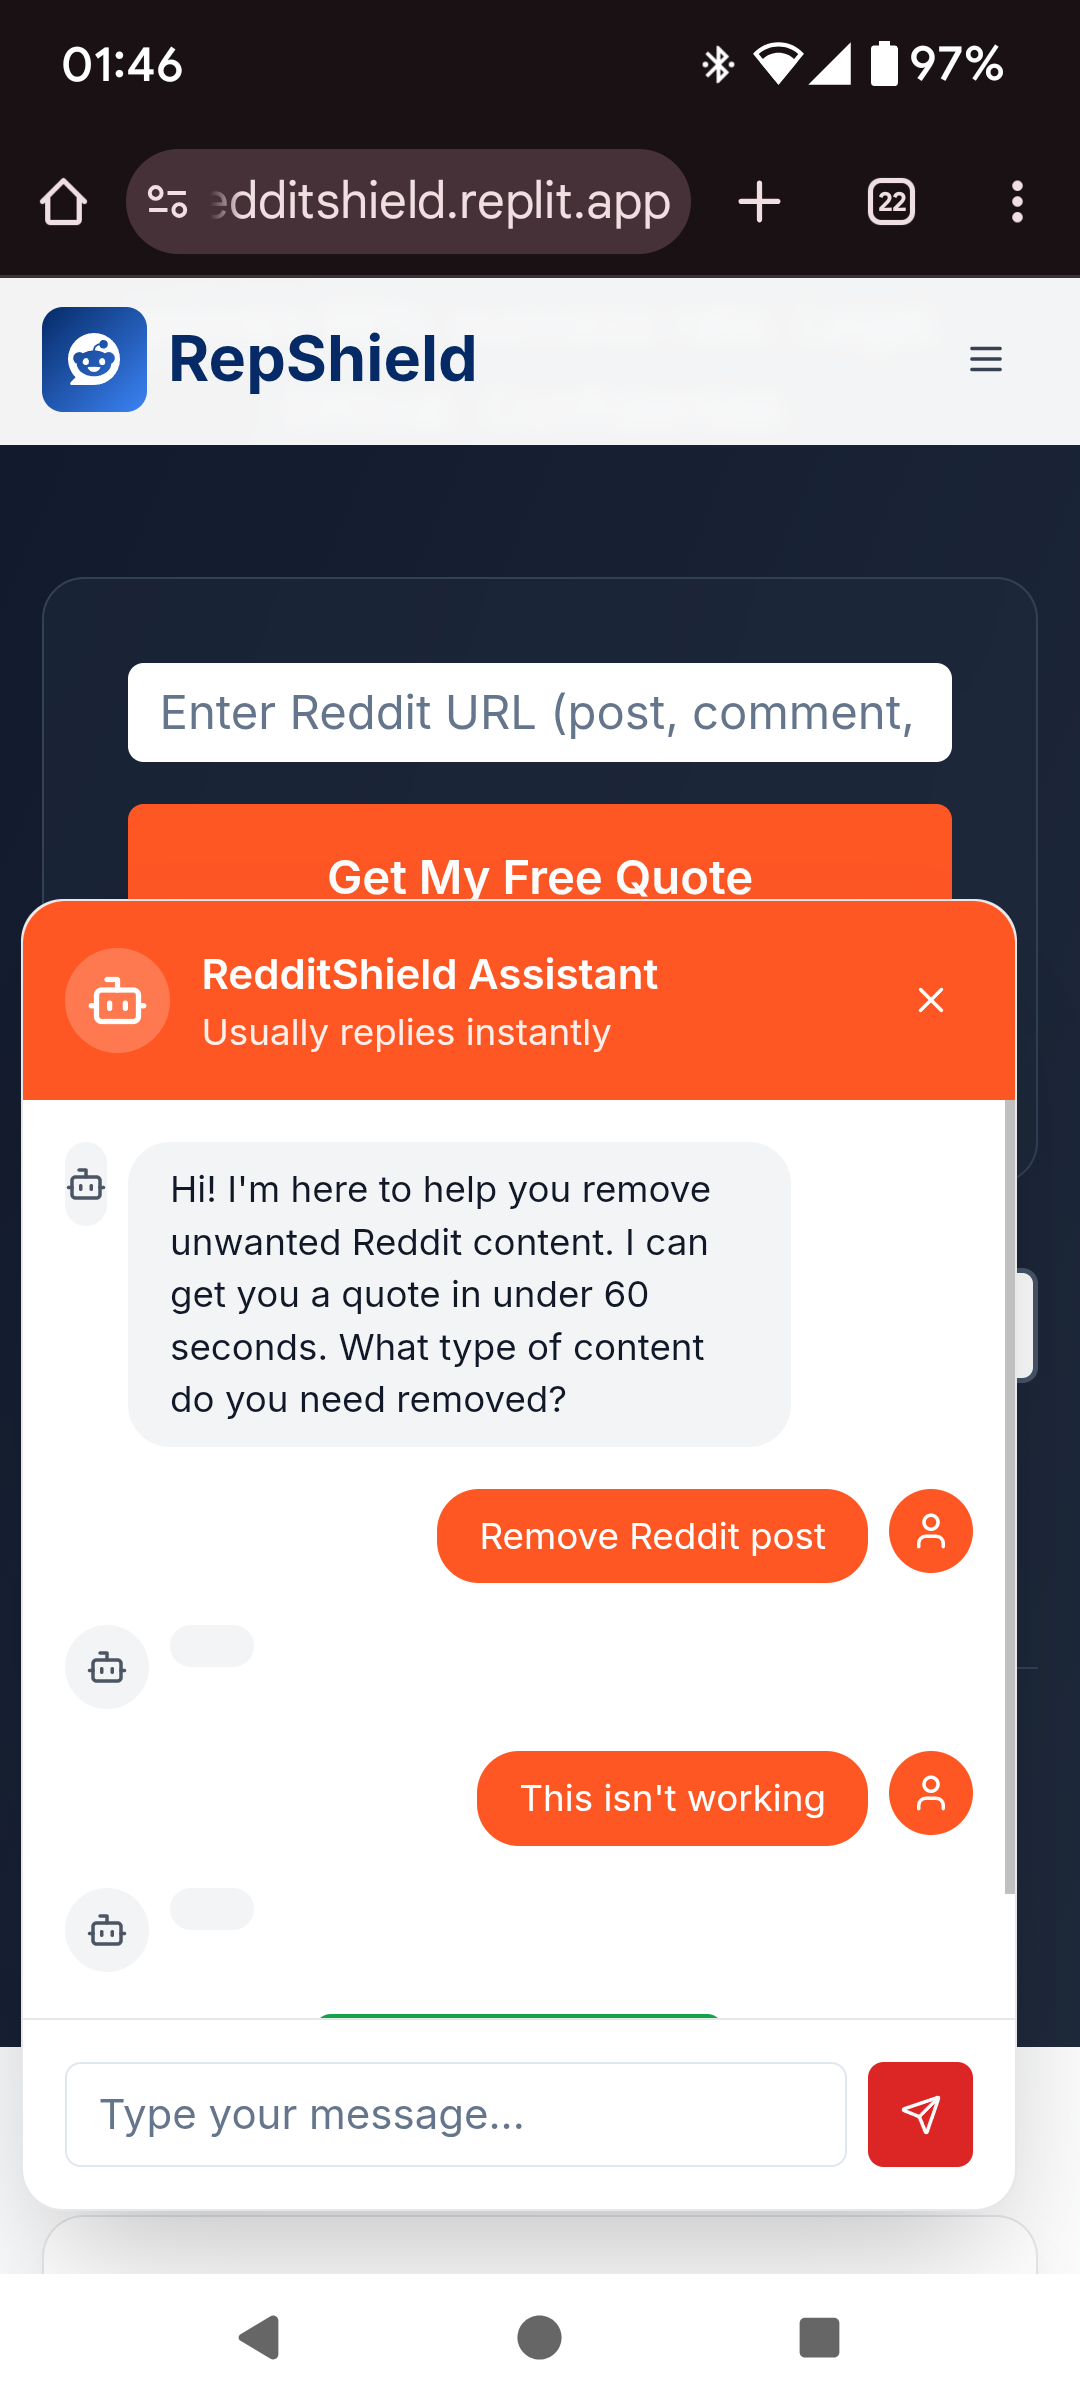 01:46
97%
edditshield.replit.app
22
RepShield
Enter Reddit URL (post, comment,
Get My Free Quote
RedditShield Assistant
Usually replies instantly
Hi! I'm here to help you remove
unwanted Reddit content. I can
get you a quote in under 60
seconds. What type of content
do you need removed?
Remove Reddit post
This isn't working
Type your message...